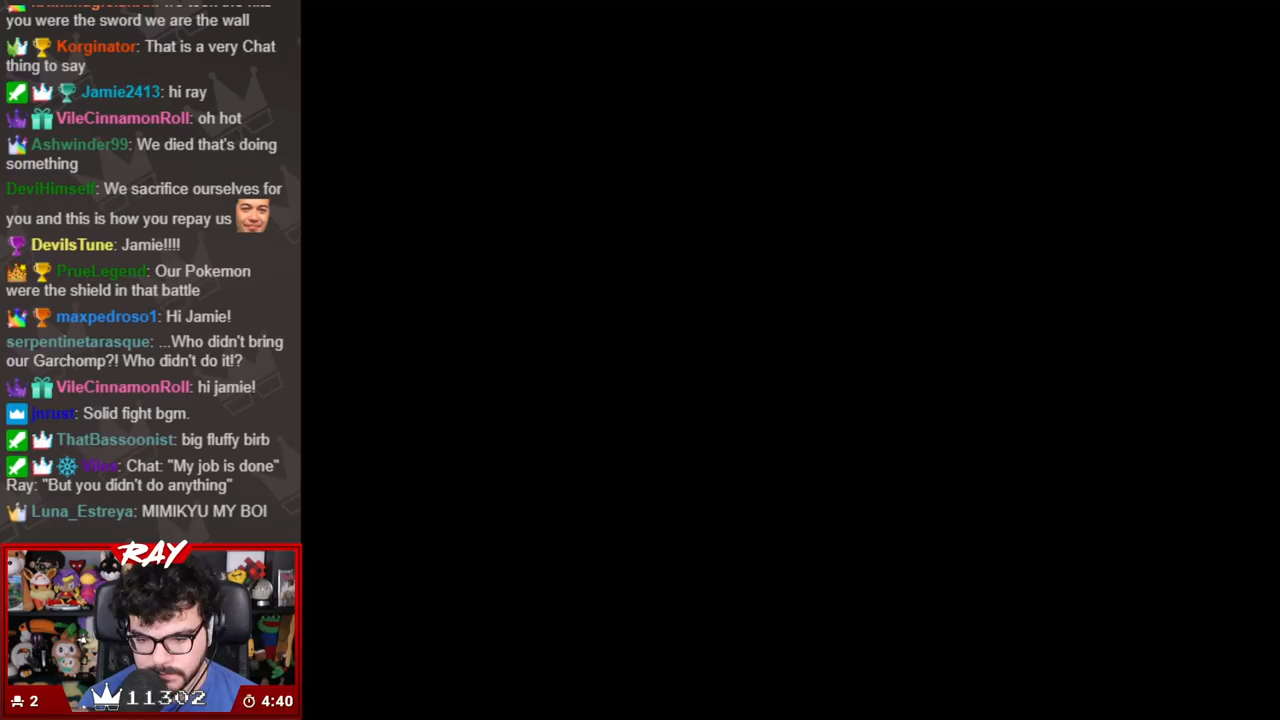 you were the sword we are the wall
Korginator: That is a very Chat
thing to say
Jamie2413: hi ray
VileCinnamonRoll: oh hot
Ashwinder99: We died that's doing
something
DeviHimself: We sacrifice ourselves for
you and this is how you repay us
DevilsTune: Jamie!!!!
PrueLegend: Our Pokemon
were the shield in that battle
maxpedroso1: Hi Jamie!
serpentinetarasque: ...Who didn't bring
our Garchomp?! Who didn't do it!?
VileCinnamonRoll: hi jamie!
jnrust: Solid fight bgm.
ThatBassoonist: big fluffy birb
Chat: "My job is done"
Ray: "But you didn't do anything"
Luna_Estreya: MIMIKYU MY BOI
RAY
2
11302
4:40